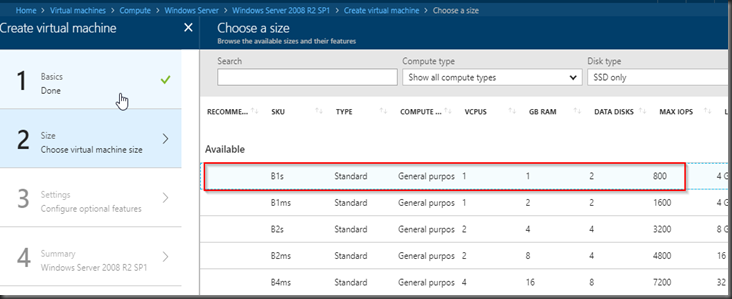 Home > Virtual machines > Compute > Windows Server > Windows Server 2008 R2 SP1 > Create virtual machine > Choose a size
Create virtual machine
1 Basics
Done
2 Size
Choose virtual machine size
3 Settings
Configure optional features
4 Summary
Windows Server 2008 R2 SP1
Choose a size
Browse the available sizes and their features
Search Compute type Disk type
Show all compute types SSD only
RECOMME... SKU TYPE COMPUTE ... VCPUS GB RAM DATA DISKS MAX IOPS L
Available
B1s Standard General purpos 1 1 2 800 4 G
B1ms Standard General purpos 1 2 2 1600 4 G
B2s Standard General purpos 2 4 4 3200 8 G
B2ms Standard General purpos 2 8 4 4800 16
B4ms Standard General purpos 4 16 8 7200 32